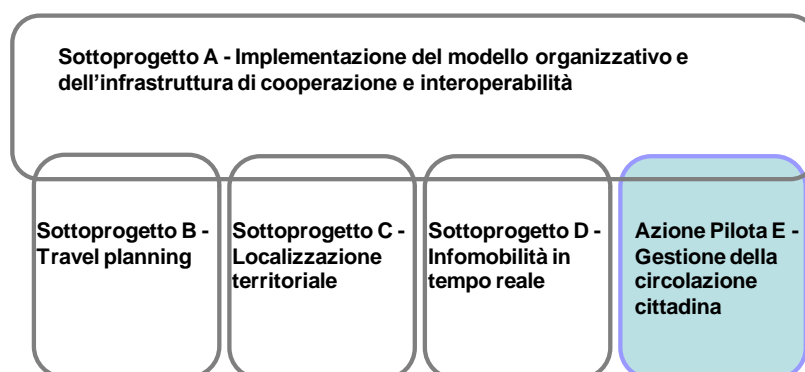 Sottoprogetto A - Implementazione del modello organizzativo e
dell’infrastruttura di cooperazione e interoperabilità
Sottoprogetto B -
Travel planning
Sottoprogetto C -
Localizzazione
territoriale
Sottoprogetto D -
Infomobilità in
tempo reale
Azione Pilota E -
Gestione della
circolazione
cittadina